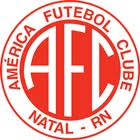 AMÉRICA FUTEBOL CLUBE
AFC
NATAL - RN